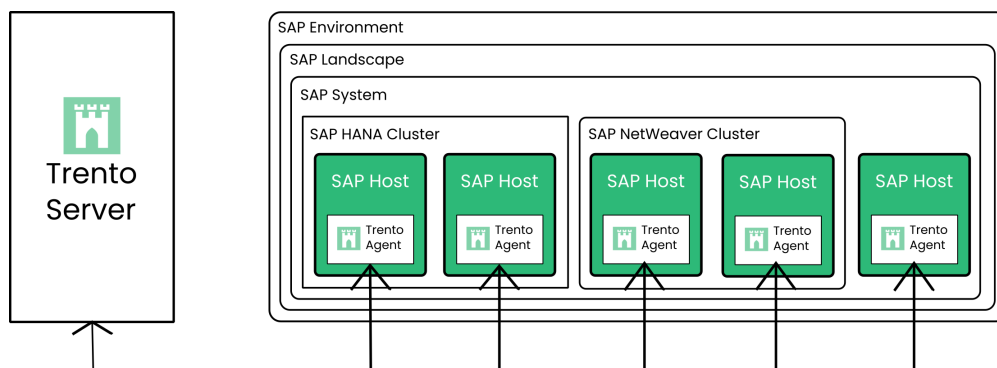 Trento
Server
SAP Environment
SAP Landscape
SAP System
SAP HANA Cluster
SAP Host
Trento
Agent
SAP Host
Trento
Agent
SAP NetWeaver Cluster
SAP Host
Trento
Agent
SAP Host
Trento
Agent
SAP Host
Trento
Agent